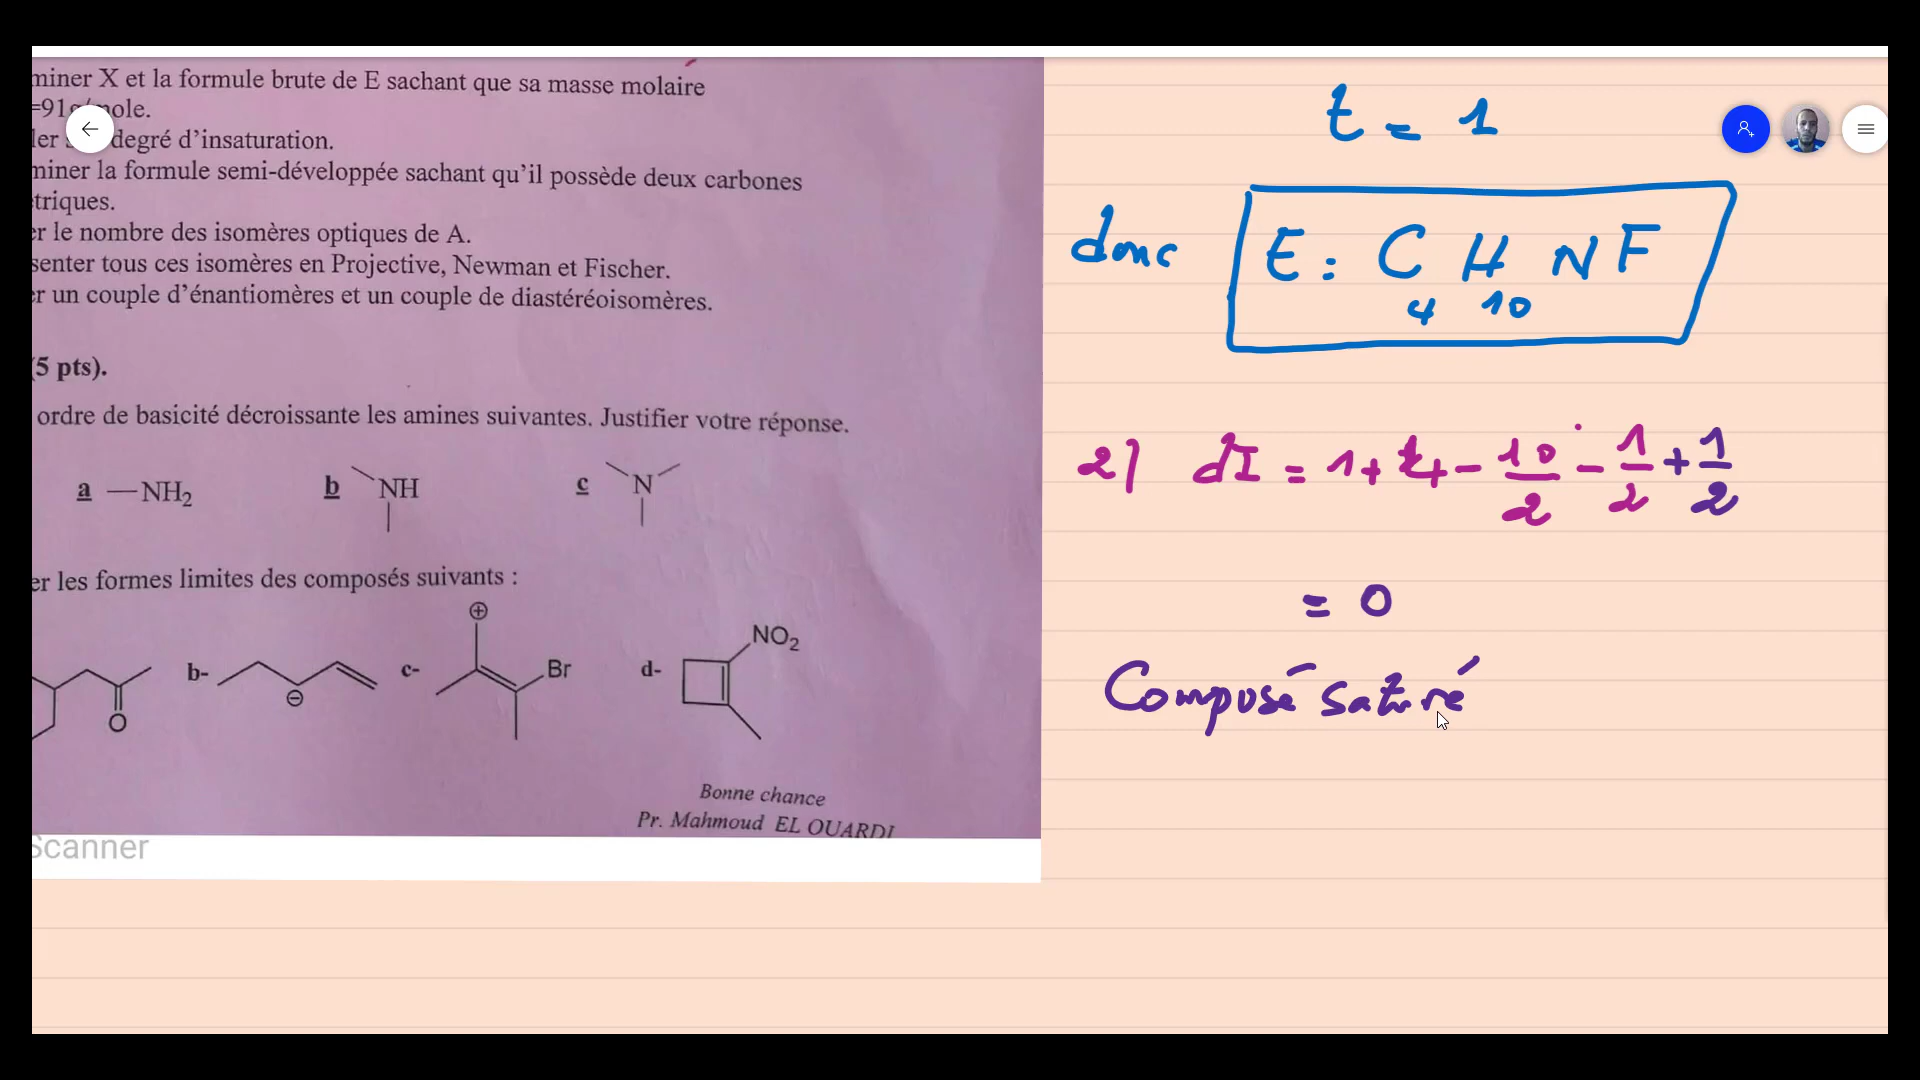 miner X et la formule brute de E sachant que sa masse molaire
=91g/mole.
ler degré d'insaturation.
miner la formule semi-développée sachant qu'il possède deux carbones
triques.
er le nombre des isomères optiques de A.
senter tous ces isomères en Projective, Newman et Fischer.
er un couple d'énantiomères et un couple de diastéréoisomères.
(5 pts).
ordre de basicité décroissante les amines suivantes. Justifier votre réponse.
a —NH2 b NH c N
er les formes limites des composés suivants :
O b- ⊖ c- ⊕ Br d- NO2
Bonne chance
Pr. Mahmoud EL OUARDI
Scanner
t = 1
donc E : C4 H10 N F
2) dI = 1 + 4 - 10/2 - 1/2 + 1/2
= 0
Composé saturé